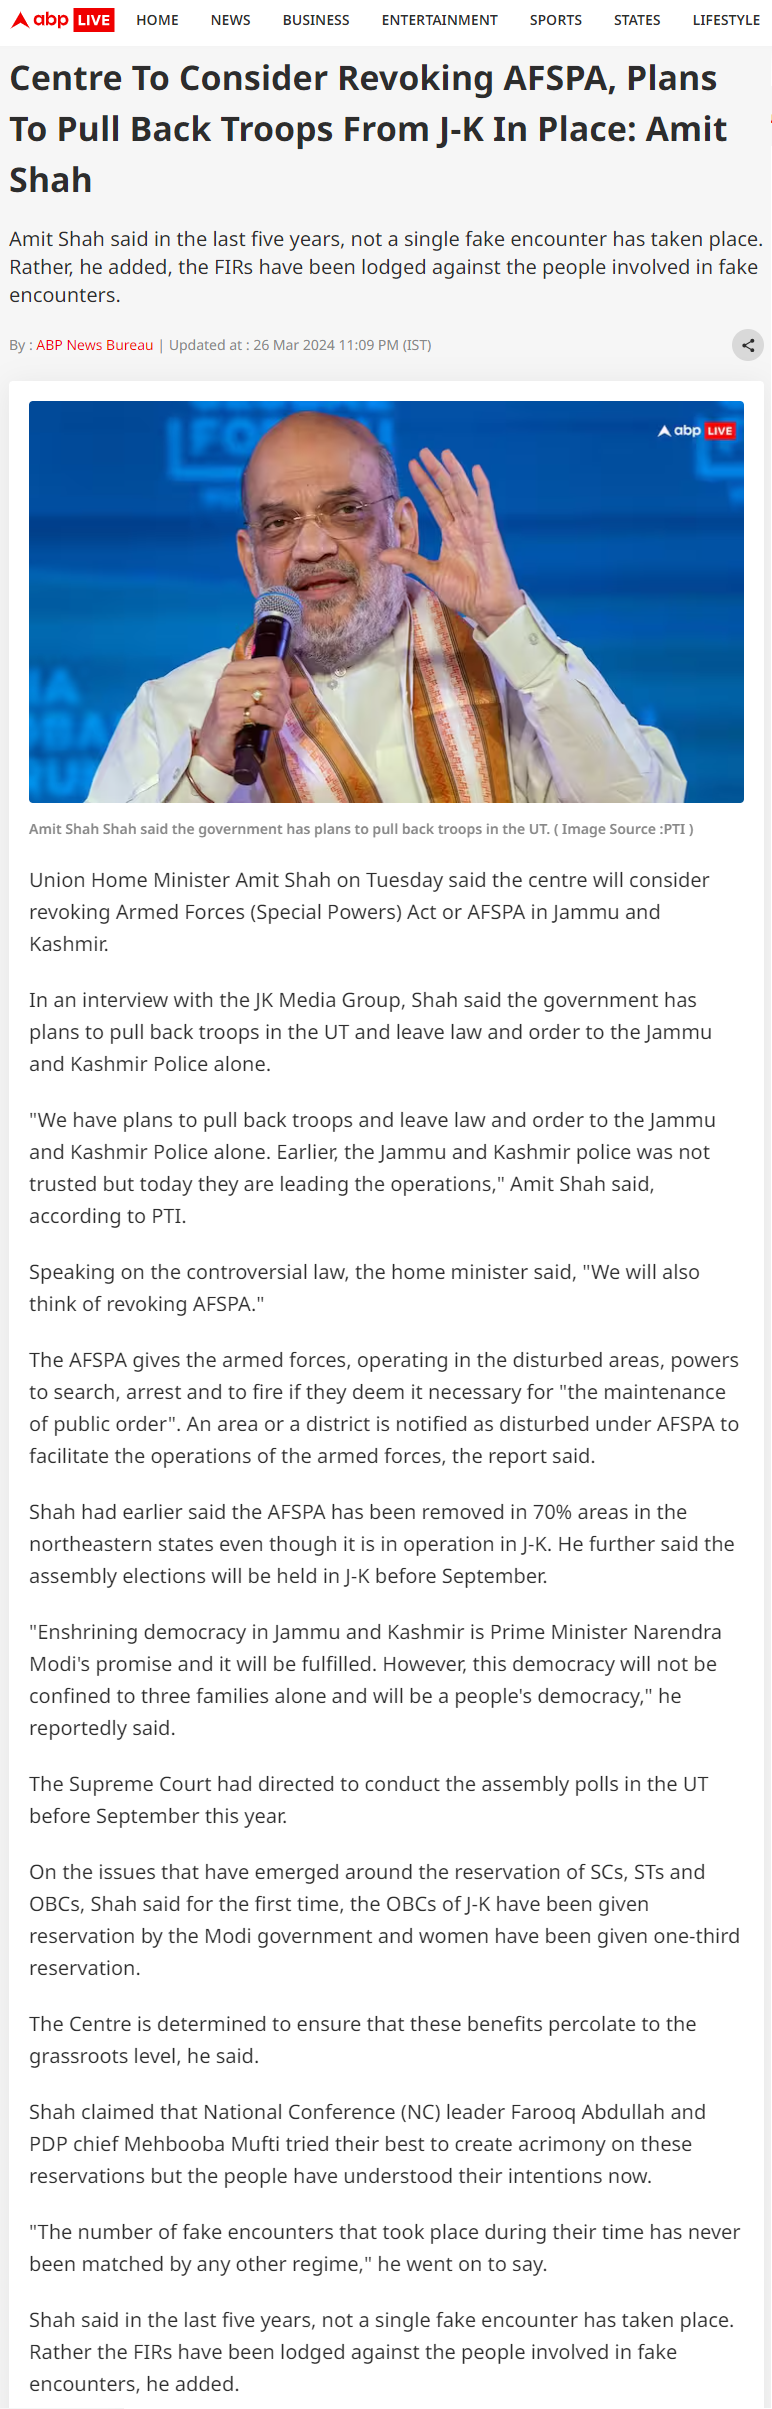 abp LIVE HOME NEWS BUSINESS ENTERTAINMENT SPORTS STATES LIFESTYLE
Centre To Consider Revoking AFSPA, Plans
To Pull Back Troops From J-K In Place: Amit
Shah
Amit Shah said in the last five years, not a single fake encounter has taken place.
Rather, he added, the FIRs have been lodged against the people involved in fake
encounters.
By : ABP News Bureau | Updated at : 26 Mar 2024 11:09 PM (IST)
abp LIVE
Amit Shah Shah said the government has plans to pull back troops in the UT. ( Image Source :PTI )
Union Home Minister Amit Shah on Tuesday said the centre will consider
revoking Armed Forces (Special Powers) Act or AFSPA in Jammu and
Kashmir.
In an interview with the JK Media Group, Shah said the government has
plans to pull back troops in the UT and leave law and order to the Jammu
and Kashmir Police alone.
"We have plans to pull back troops and leave law and order to the Jammu
and Kashmir Police alone. Earlier, the Jammu and Kashmir police was not
trusted but today they are leading the operations," Amit Shah said,
according to PTI.
Speaking on the controversial law, the home minister said, "We will also
think of revoking AFSPA."
The AFSPA gives the armed forces, operating in the disturbed areas, powers
to search, arrest and to fire if they deem it necessary for "the maintenance
of public order". An area or a district is notified as disturbed under AFSPA to
facilitate the operations of the armed forces, the report said.
Shah had earlier said the AFSPA has been removed in 70% areas in the
northeastern states even though it is in operation in J-K. He further said the
assembly elections will be held in J-K before September.
"Enshrining democracy in Jammu and Kashmir is Prime Minister Narendra
Modi's promise and it will be fulfilled. However, this democracy will not be
confined to three families alone and will be a people's democracy," he
reportedly said.
The Supreme Court had directed to conduct the assembly polls in the UT
before September this year.
On the issues that have emerged around the reservation of SCs, STs and
OBCs, Shah said for the first time, the OBCs of J-K have been given
reservation by the Modi government and women have been given one-third
reservation.
The Centre is determined to ensure that these benefits percolate to the
grassroots level, he said.
Shah claimed that National Conference (NC) leader Farooq Abdullah and
PDP chief Mehbooba Mufti tried their best to create acrimony on these
reservations but the people have understood their intentions now.
"The number of fake encounters that took place during their time has never
been matched by any other regime," he went on to say.
Shah said in the last five years, not a single fake encounter has taken place.
Rather the FIRs have been lodged against the people involved in fake
encounters, he added.